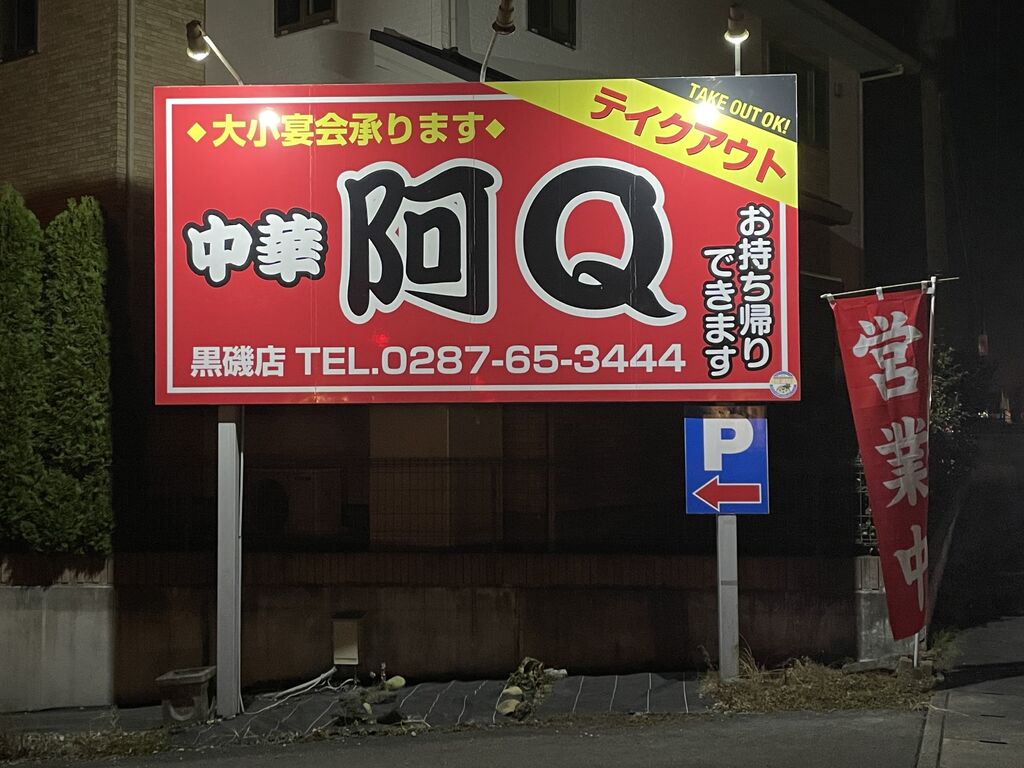 ◆大小宴会承ります◆
TAKE OUT OK!
テイクアウト
中華 阿Q
お持ち帰り
できます
黒磯店 TEL.0287-65-3444
P
営業中